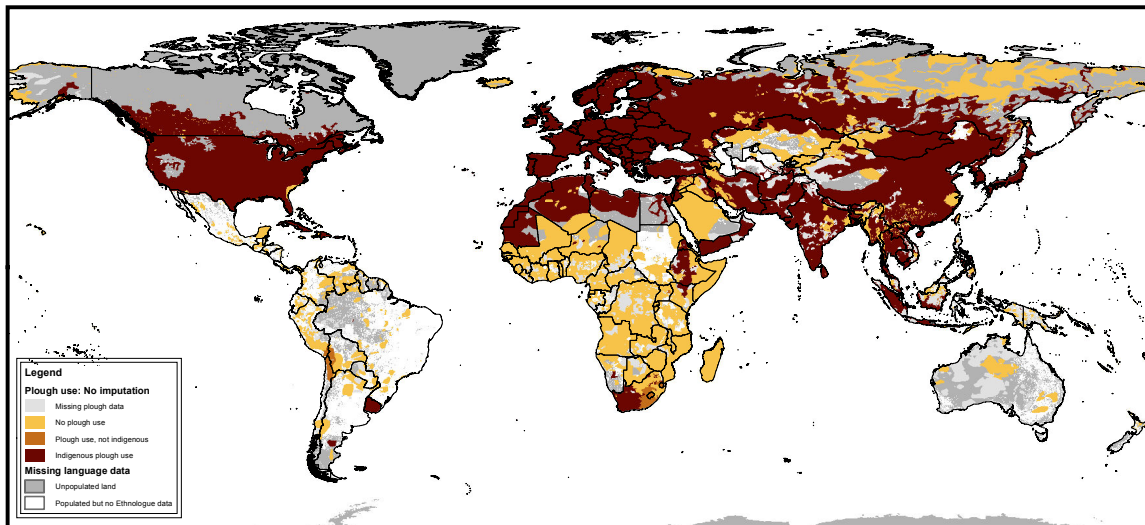 Legend
Plough use: No imputation
Missing plough data
No plough use
Plough use, not indigenous
Indigenous plough use
Missing language data
Unpopulated land
Populated but no Ethnologue data